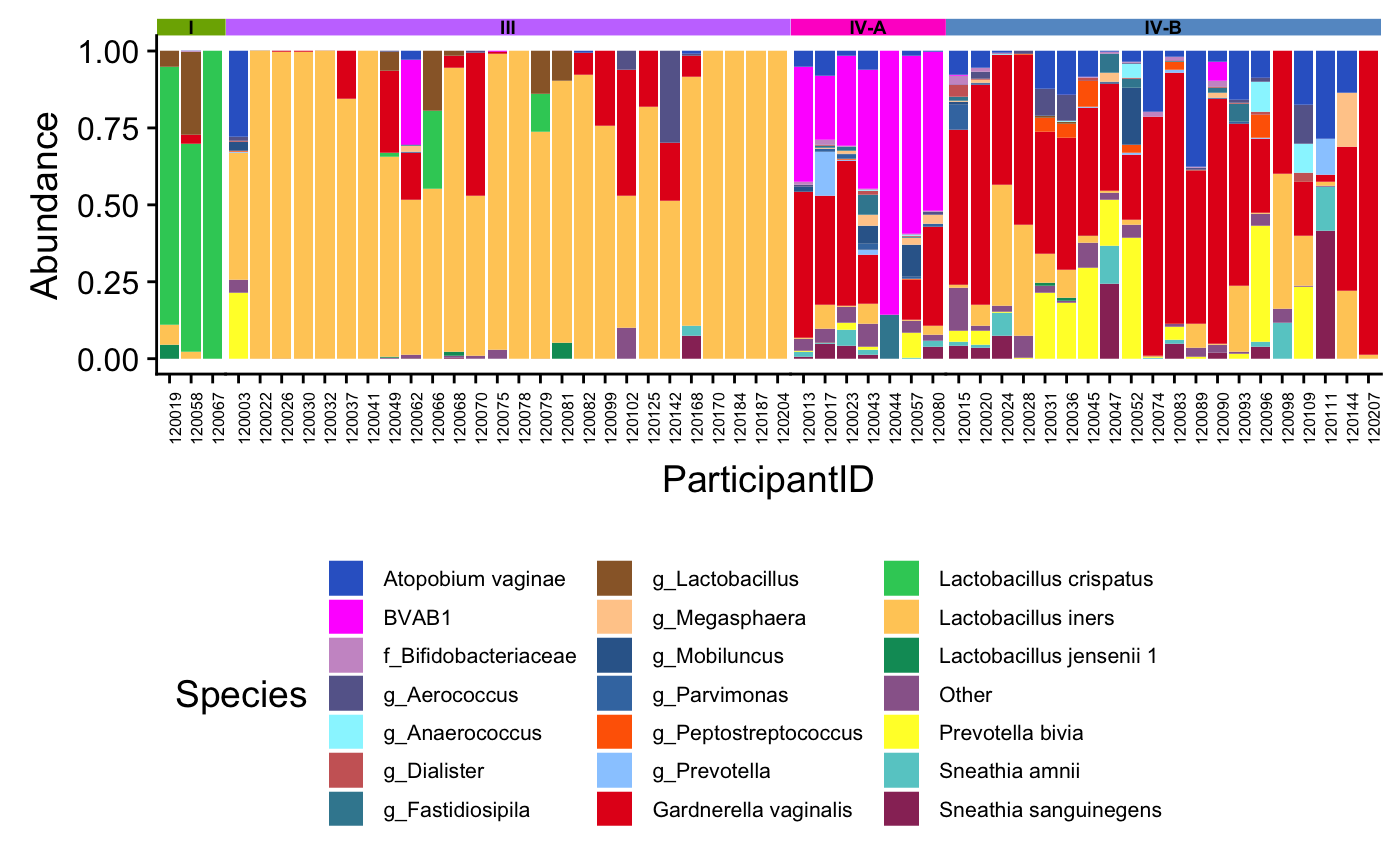 I III IV-A IV-B
Abundance
1.00
0.75
0.50
0.25
0.00
120019 120058 120067 120003 120022 120026 120030 120032 120037 120041 120049 120062 120066 120068 120070 120075 120078 120079 120081 120082 120099 120102 120125 120142 120168 120170 120184 120187 120204 120013 120017 120023 120043 120044 120057 120080 120015 120020 120024 120028 120031 120036 120045 120047 120052 120074 120083 120089 120090 120093 120096 120098 120109 120111 120144 120207
ParticipantID
Species
Atopobium vaginae
BVAB1
f_Bifidobacteriaceae
g_Aerococcus
g_Anaerococcus
g_Dialister
g_Fastidiosipila
g_Lactobacillus
g_Megasphaera
g_Mobiluncus
g_Parvimonas
g_Peptostreptococcus
g_Prevotella
Gardnerella vaginalis
Lactobacillus crispatus
Lactobacillus iners
Lactobacillus jensenii 1
Other
Prevotella bivia
Sneathia amnii
Sneathia sanguinegens